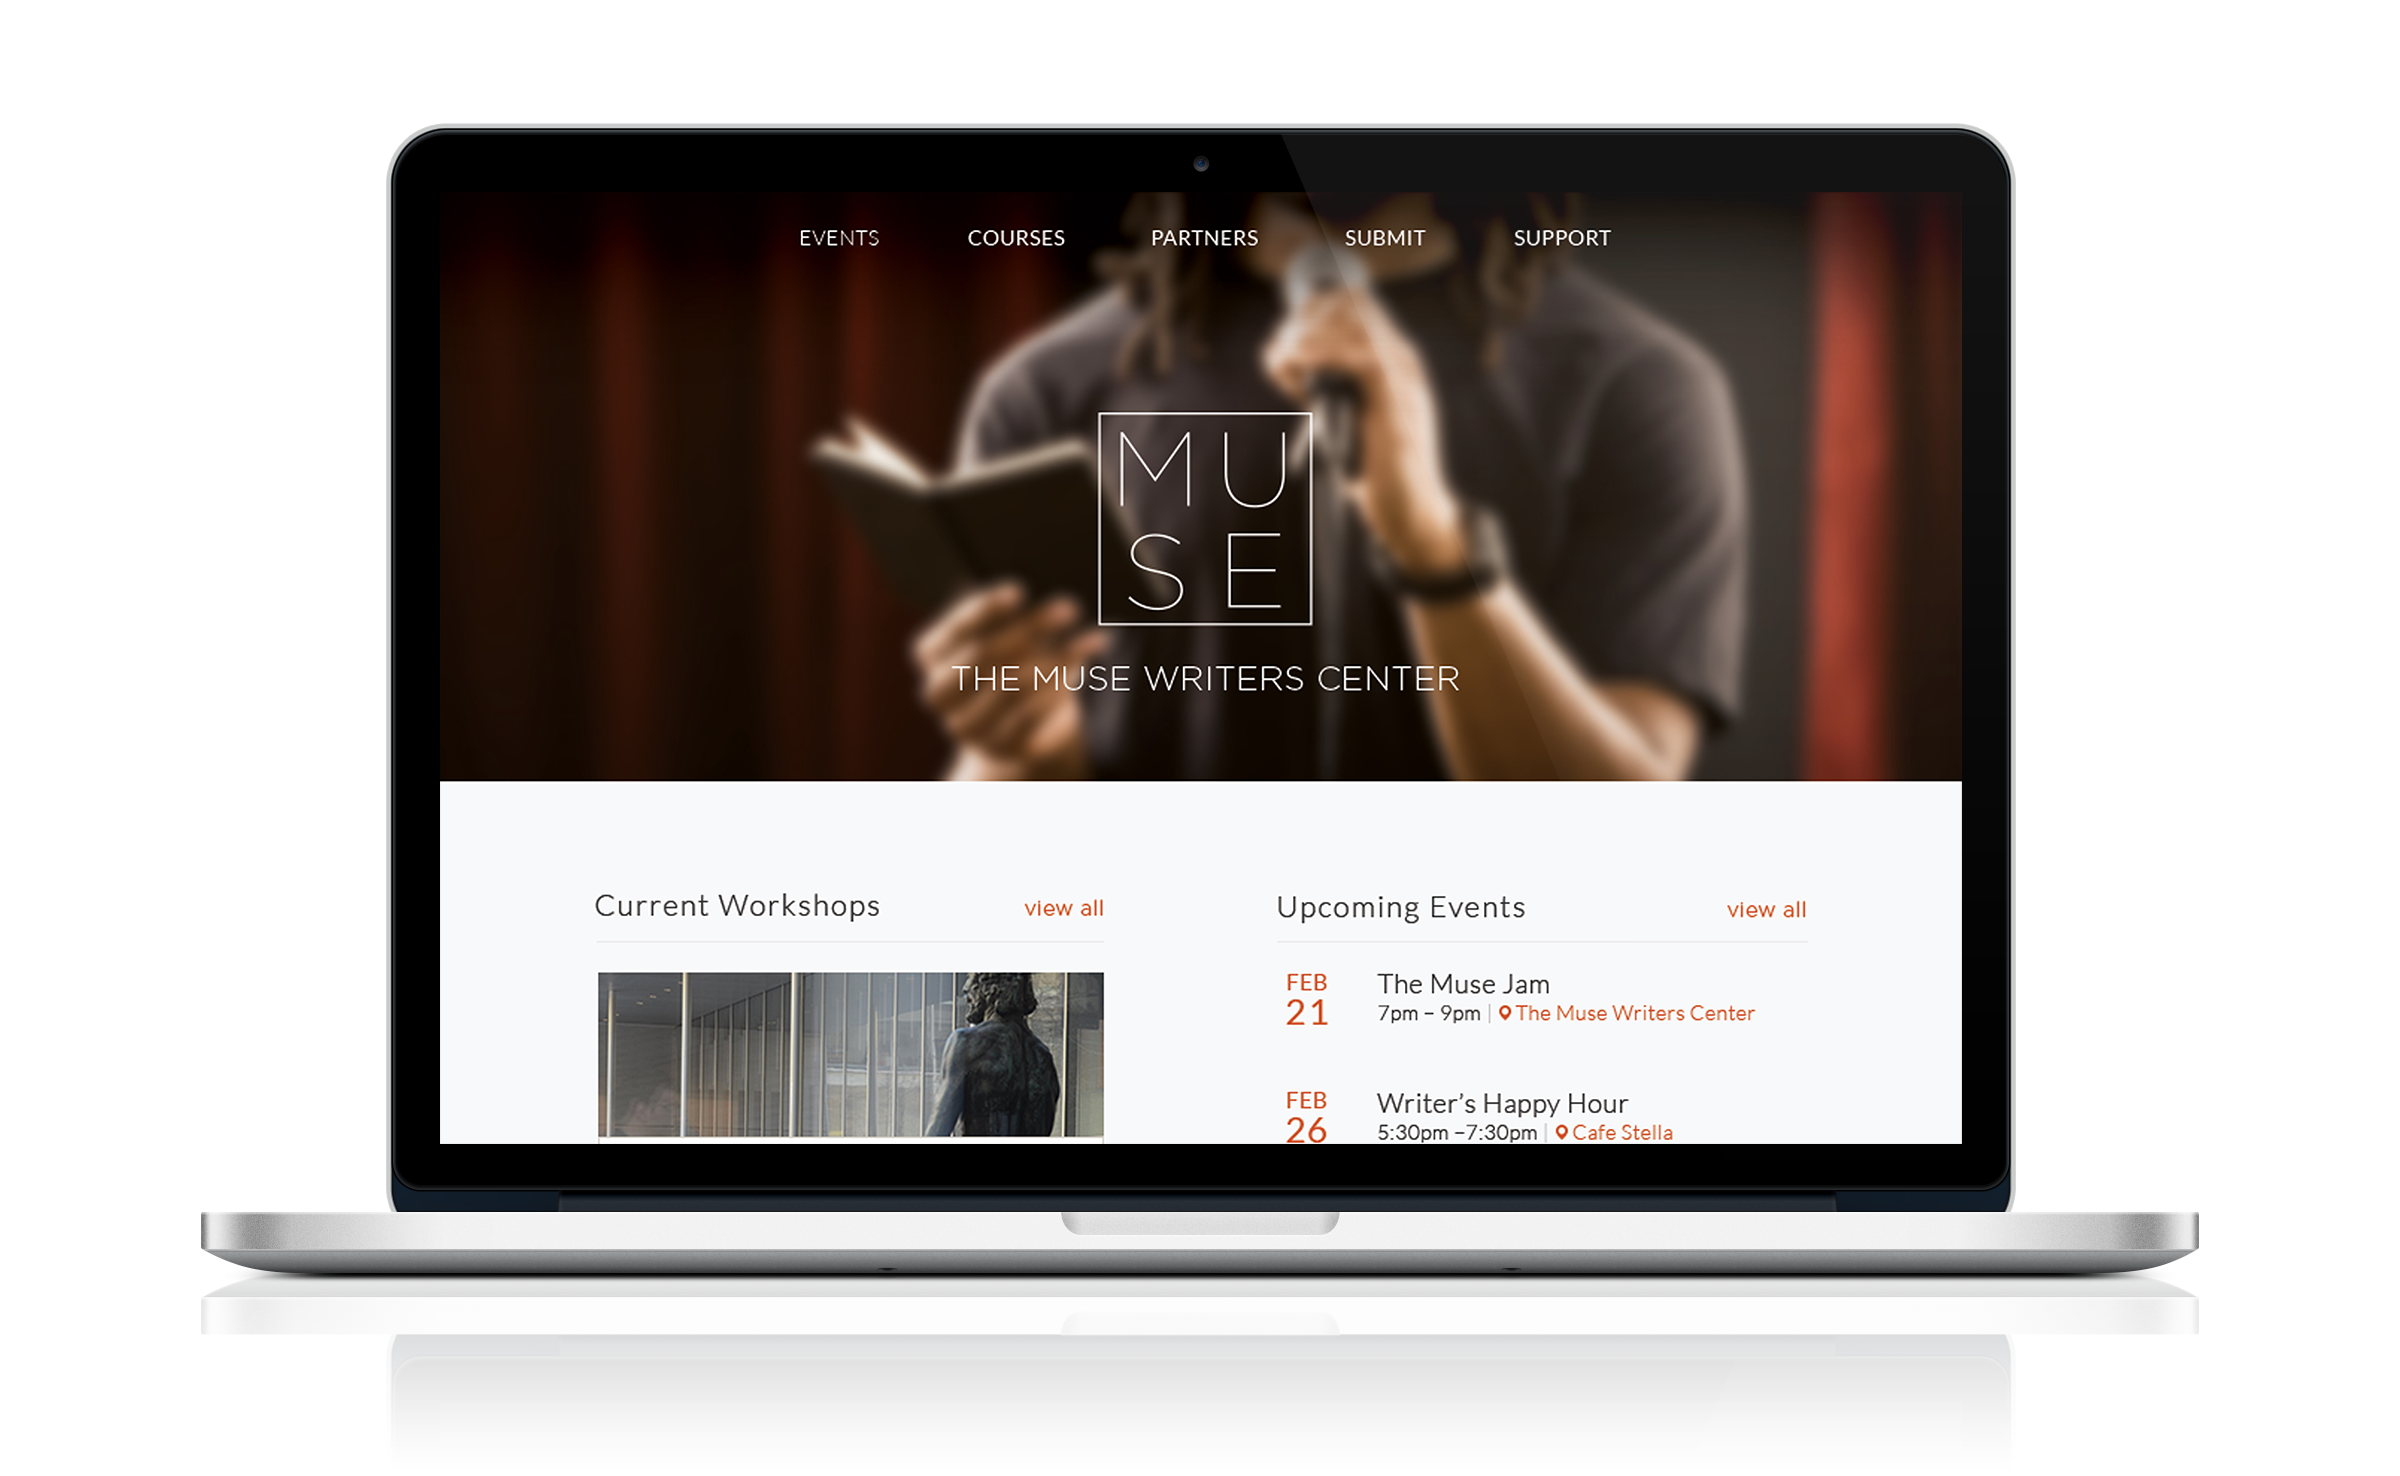 EVENTS COURSES PARTNERS SUBMIT SUPPORT
MU
SE
THE MUSE WRITERS CENTER
Current Workshops view all
Upcoming Events view all
FEB
21
The Muse Jam
7pm – 9pm | The Muse Writers Center
FEB
26
Writer’s Happy Hour
5:30pm –7:30pm | Cafe Stella